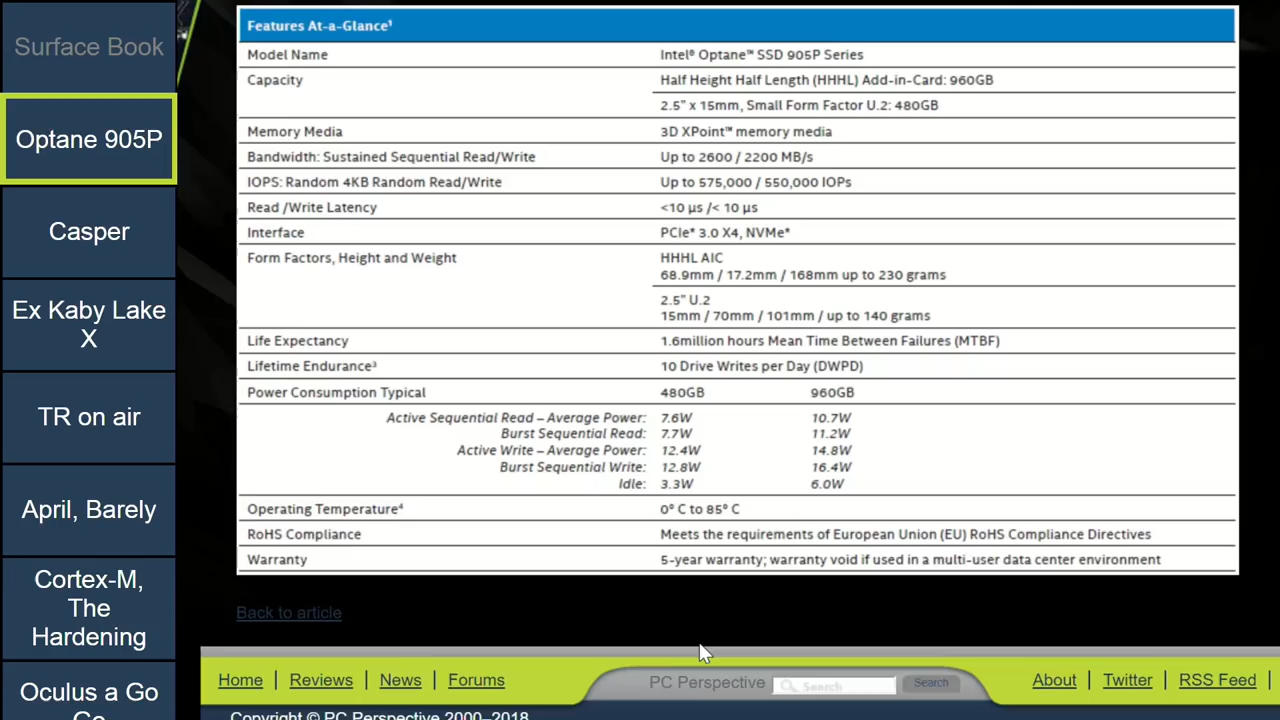 Surface Book
Optane 905P
Casper
Ex Kaby Lake
X
TR on air
April, Barely
Cortex-M,
The
Hardening
Oculus a Go
Go
Features At-a-Glance¹
Model Name Intel® Optane™ SSD 905P Series
Capacity Half Height Half Length (HHHL) Add-in-Card: 960GB
2.5" x 15mm, Small Form Factor U.2: 480GB
Memory Media 3D XPoint™ memory media
Bandwidth: Sustained Sequential Read/Write Up to 2600 / 2200 MB/s
IOPS: Random 4KB Random Read/Write Up to 575,000 / 550,000 IOPs
Read /Write Latency <10 µs /< 10 µs
Interface PCIe* 3.0 X4, NVMe*
Form Factors, Height and Weight HHHL AIC
68.9mm / 17.2mm / 168mm up to 230 grams
2.5" U.2
15mm / 70mm / 101mm / up to 140 grams
Life Expectancy 1.6million hours Mean Time Between Failures (MTBF)
Lifetime Endurance³ 10 Drive Writes per Day (DWPD)
Power Consumption Typical 480GB 960GB
Active Sequential Read – Average Power: 7.6W 10.7W
Burst Sequential Read: 7.7W 11.2W
Active Write – Average Power: 12.4W 14.8W
Burst Sequential Write: 12.8W 16.4W
Idle: 3.3W 6.0W
Operating Temperature⁴ 0° C to 85° C
RoHS Compliance Meets the requirements of European Union (EU) RoHS Compliance Directives
Warranty 5-year warranty; warranty void if used in a multi-user data center environment
Back to article
Home | Reviews | News | Forums PC Perspective Search Search About | Twitter | RSS Feed |
Copyright © PC Perspective 2000–2018